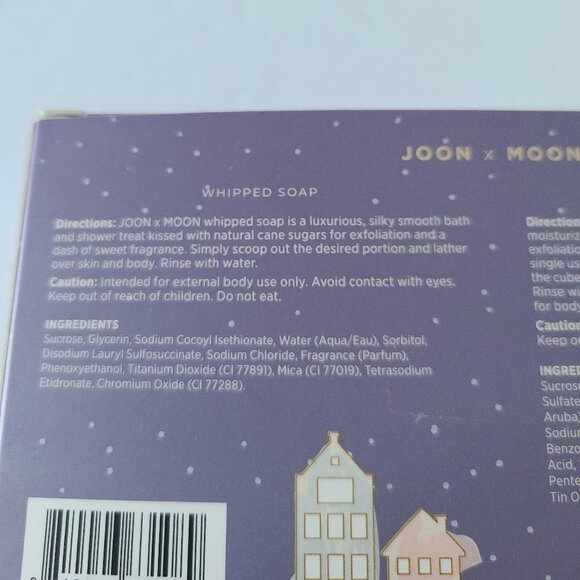 JOON x MOON
WHIPPED SOAP
Directions: JOON x MOON whipped soap is a luxurious, silky smooth bath
and shower treat kissed with natural cane sugars for exfoliation and a
dash of sweet fragrance. Simply scoop out the desired portion and lather
over skin and body. Rinse with water.
Caution: Intended for external body use only. Avoid contact with eyes.
Keep out of reach of children. Do not eat.
INGREDIENTS
Sucrose, Glycerin, Sodium Cocoyl Isethionate, Water (Aqua/Eau), Sorbitol,
Disodium Lauryl Sulfosuccinate, Sodium Chloride, Fragrance (Parfum),
Phenoxyethanol, Titanium Dioxide (CI 77891), Mica (CI 77019), Tetrasodium
Etidronate, Chromium Oxide (CI 77288).
Direction
moisturiz
exfoliatio
single us
the cube
Rinse wi
for body
Caution
Keep ou
INGRED
Sucrose
Sulfate
Aruba)
Sodiu
Benzo
Acid,
Pente
Tin O